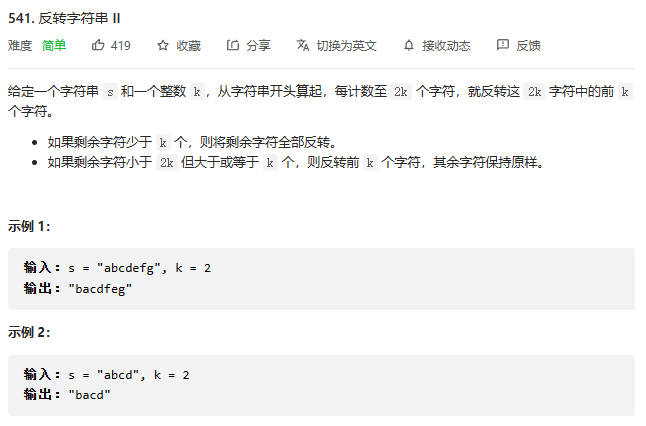 541. 反转字符串 II
难度 简单 419 收藏 分享 切换为英文 接收动态 反馈
给定一个字符串 s 和一个整数 k，从字符串开头算起，每计数至 2k 个字符，就反转这 2k 字符中的前 k
个字符。
如果剩余字符少于 k 个，则将剩余字符全部反转。
如果剩余字符小于 2k 但大于或等于 k 个，则反转前 k 个字符，其余字符保持原样。
示例 1：
输入：s = "abcdefg", k = 2
输出："bacdfeg"
示例 2：
输入：s = "abcd", k = 2
输出："bacd"